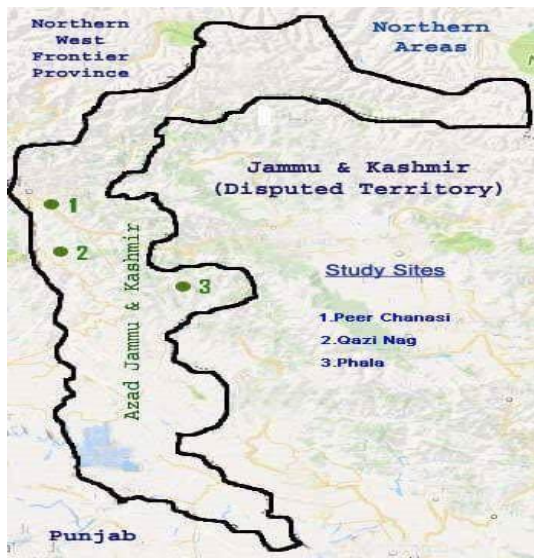 Northern
West
Frontier
Province
Northern
Areas
Jammu & Kashmir
(Disputed Territory)
1
2
3
Azad Jammu & Kashmir
Study Sites
1.Peer Chanasi
2.Qazi Nag
3.Phala
Punjab